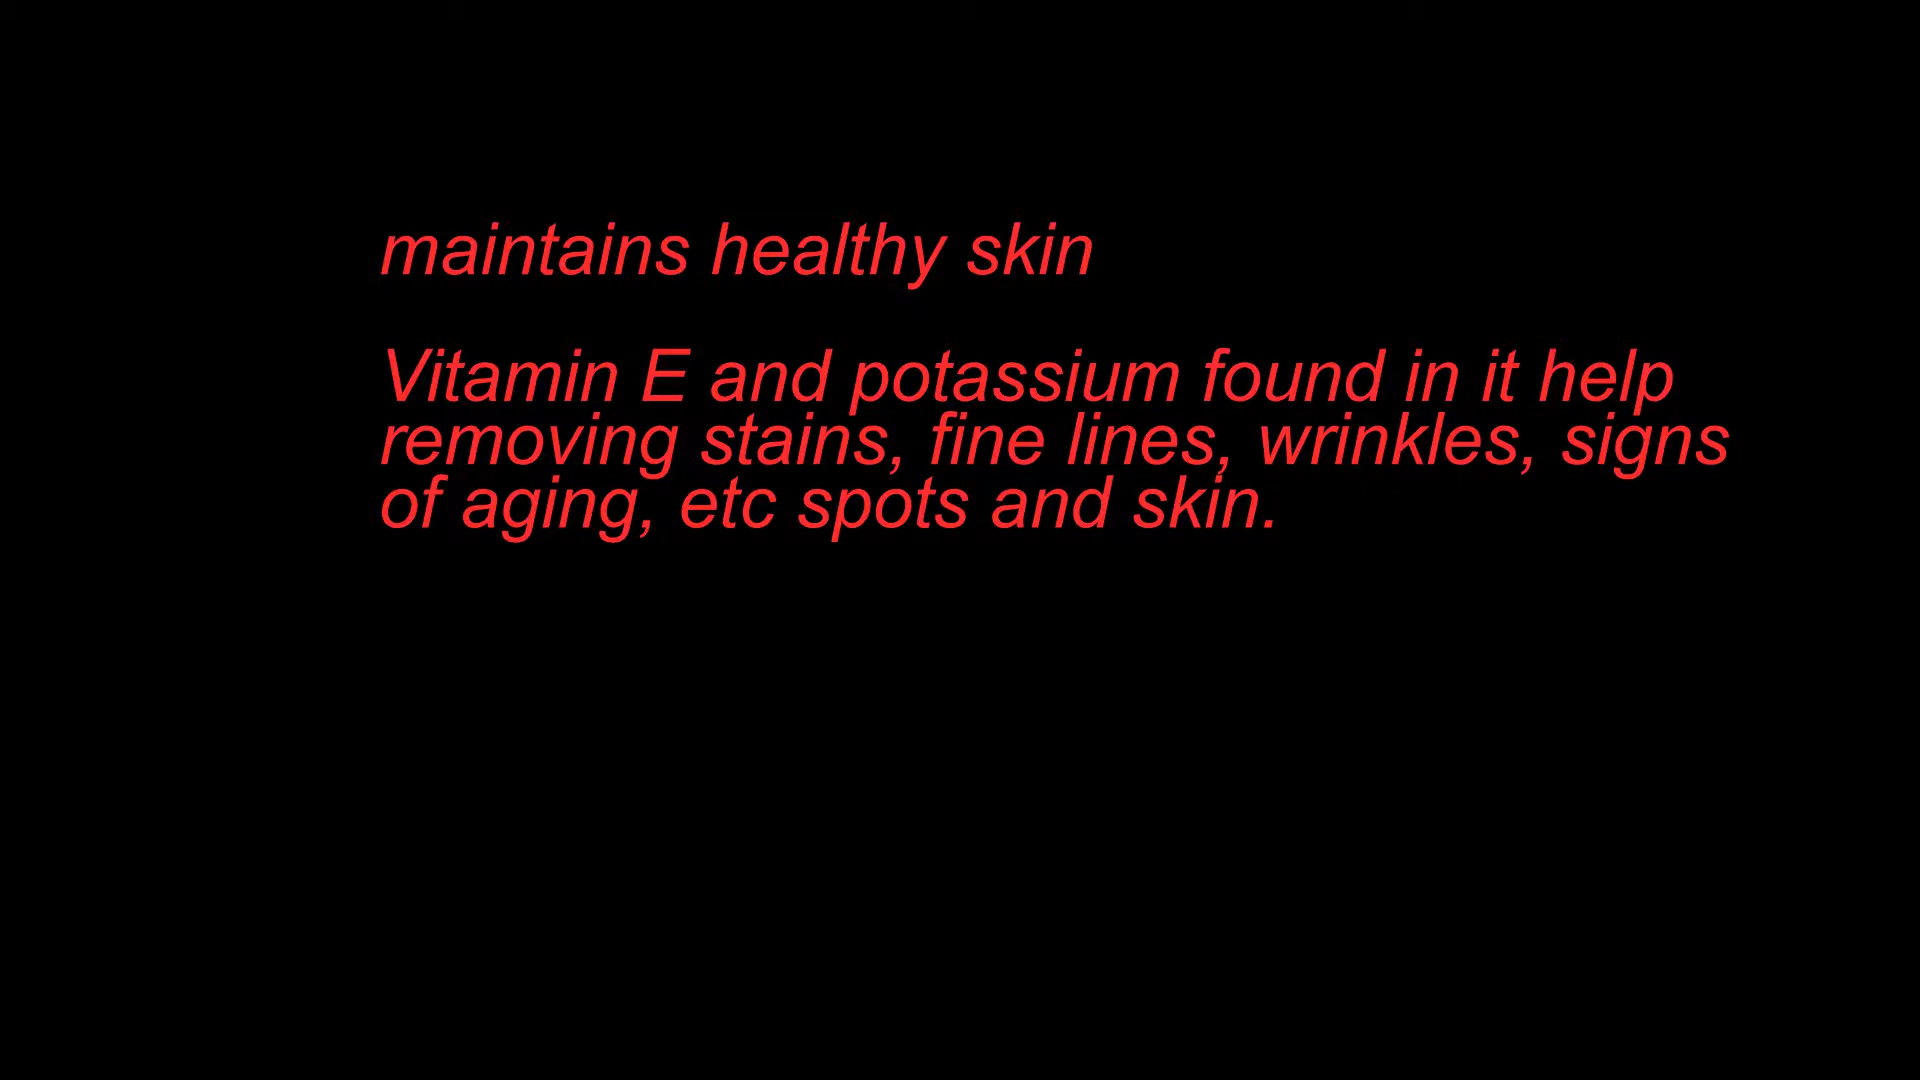 maintains healthy skin
Vitamin E and potassium found in it help
removing stains, fine lines, wrinkles, signs
of aging, etc spots and skin.